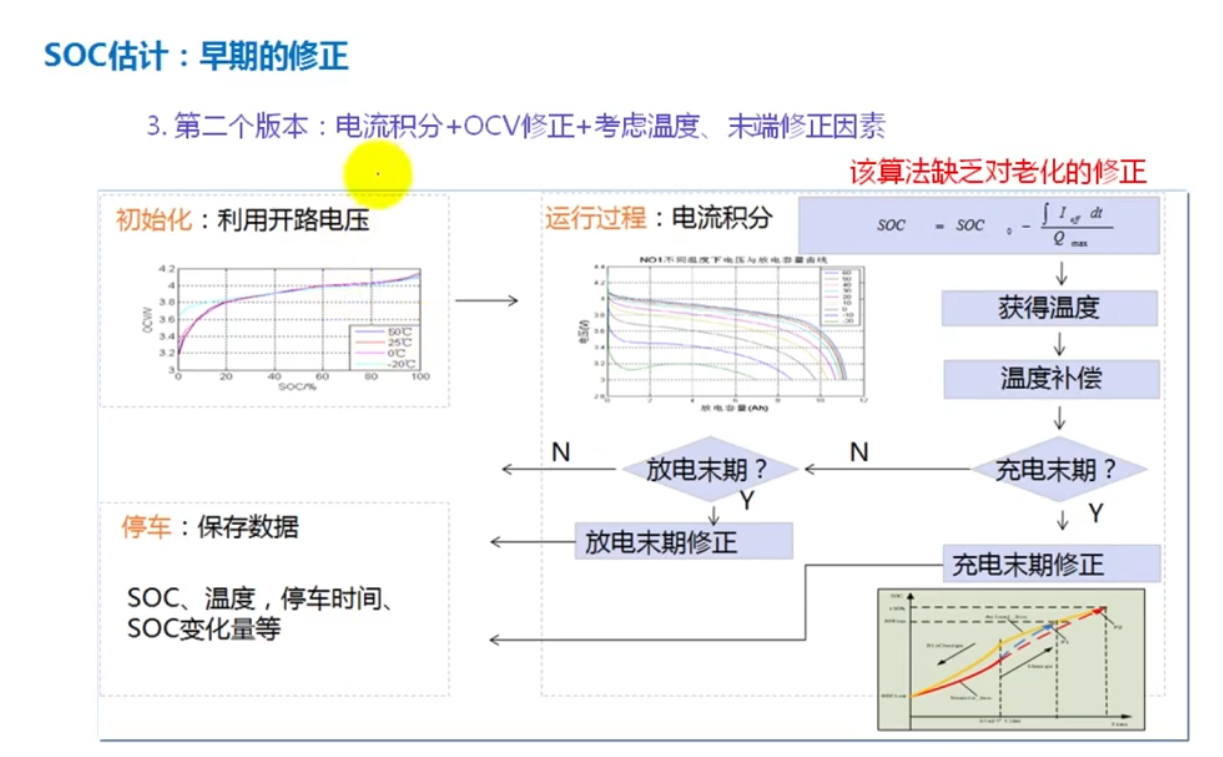 SOC估计：早期的修正
3. 第二个版本：电流积分+OCV修正+考虑温度、末端修正因素
该算法缺乏对老化的修正
初始化：利用开路电压
4.2
4
3.8
3.6
3.4
3.2
3
OCV/V
50℃
25℃
0℃
-20℃
0 20 40 60 80 100
SOC/%
运行过程：电流积分
SOC = SOC 0 - ∫ I eff dt
Q max
NO1不同温度下电压与放电容量曲线
电压(V)
0 2 4 6 8 10 12
放电容量(Ah)
获得温度
温度补偿
充电末期？
N
Y
放电末期？
N
Y
放电末期修正
充电末期修正
停车：保存数据
SOC、温度，停车时间、
SOC变化量等